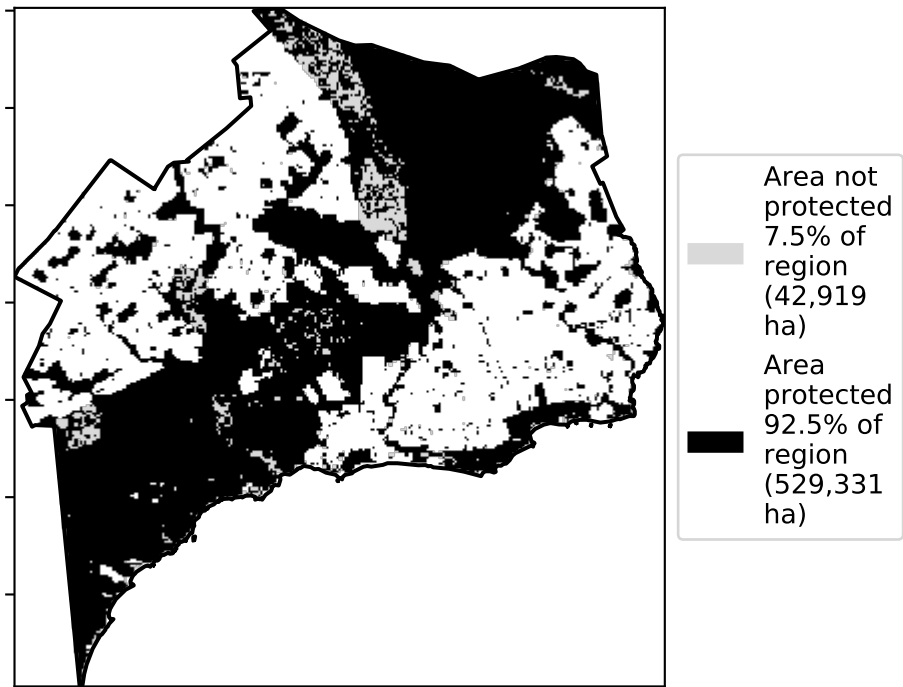 Area not
protected
7.5% of
region
(42,919
ha)
Area
protected
92.5% of
region
(529,331
ha)